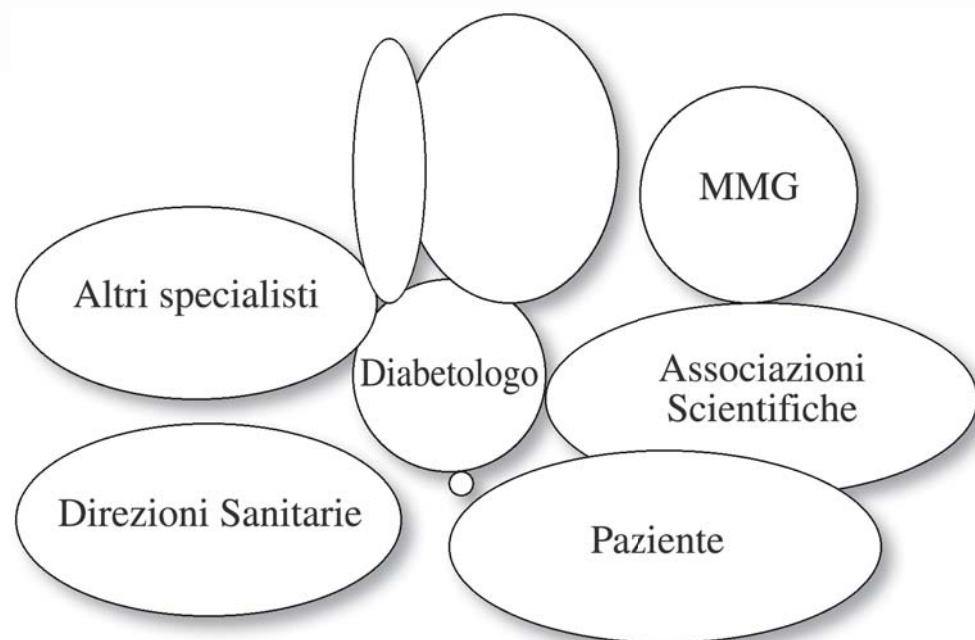 MMG
Altri specialisti
Diabetologo
Associazioni
Scientifiche
Direzioni Sanitarie
Paziente